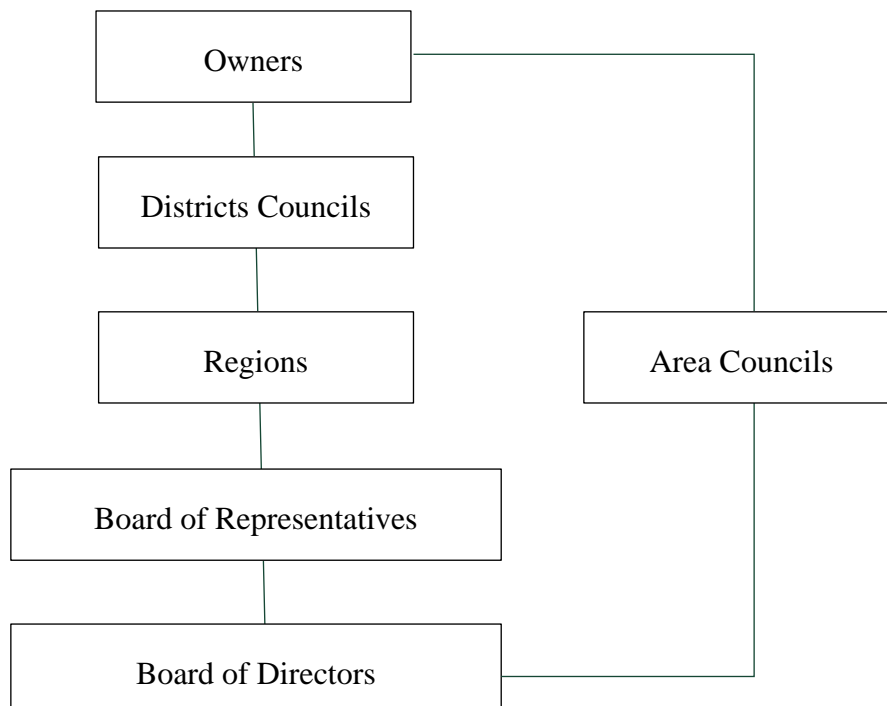 Owners
Districts Councils
Regions
Area Councils
Board of Representatives
Board of Directors